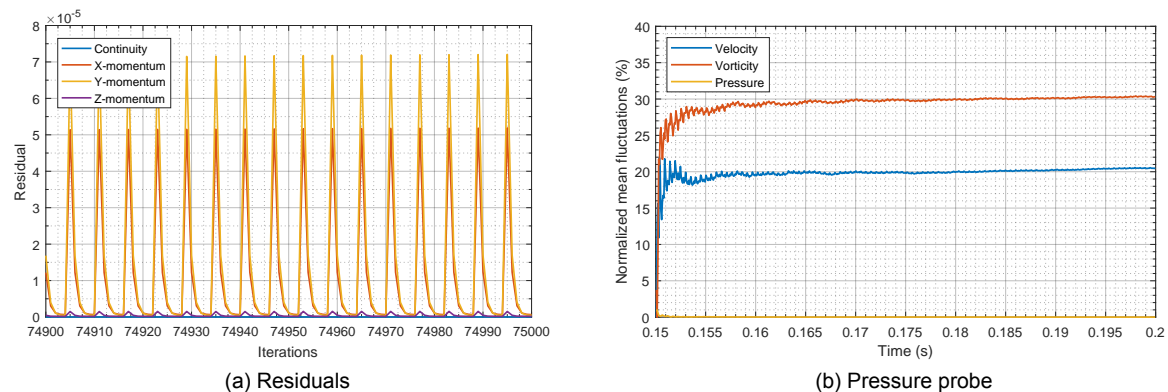 ×10⁻⁵
8
7
6
5
4
3
2
1
0
Residual
Continuity
X-momentum
Y-momentum
Z-momentum
74900 74910 74920 74930 74940 74950 74960 74970 74980 74990 75000
Iterations
(a) Residuals
40
35
30
25
20
15
10
5
0
Normalized mean fluctuations (%)
Velocity
Vorticity
Pressure
0.15 0.155 0.16 0.165 0.17 0.175 0.18 0.185 0.19 0.195 0.2
Time (s)
(b) Pressure probe